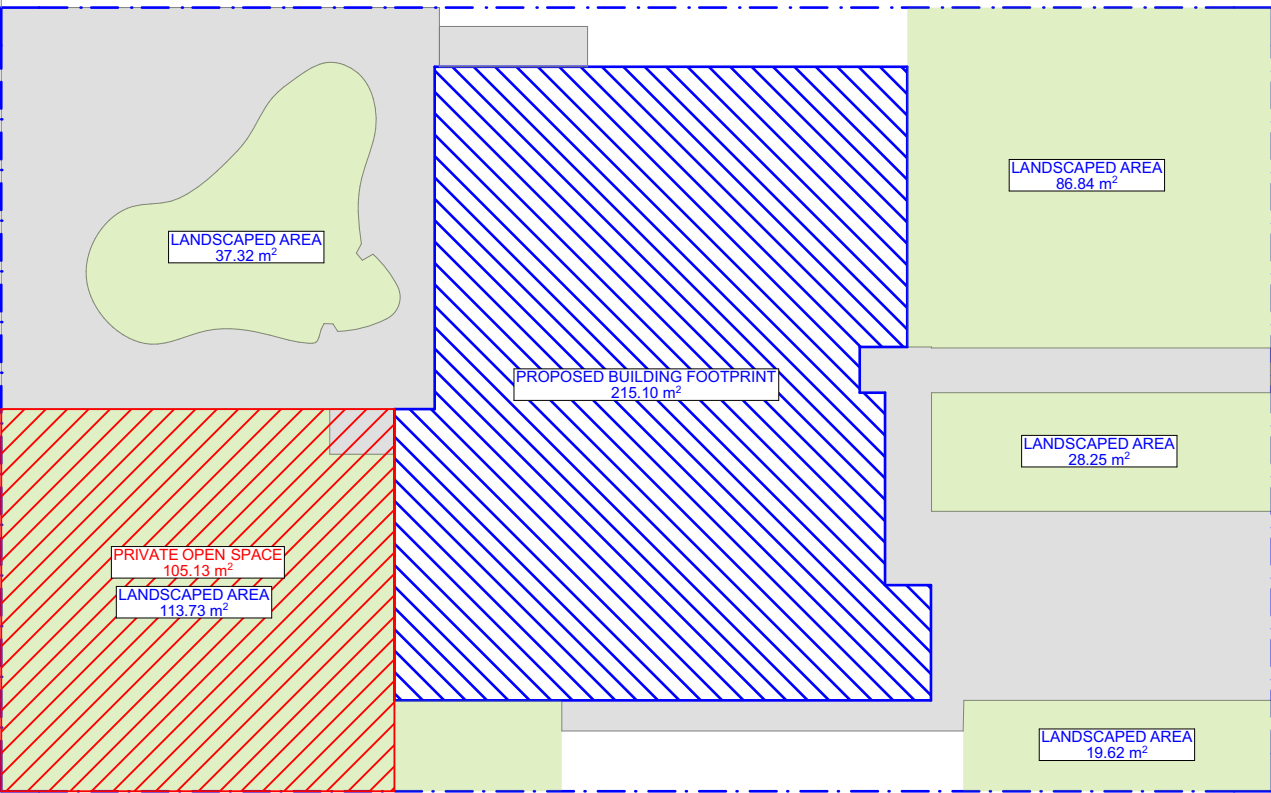 LANDSCAPED AREA
86.84 m²
LANDSCAPED AREA
37.32 m²
PROPOSED BUILDING FOOTPRINT
215.10 m²
LANDSCAPED AREA
28.25 m²
PRIVATE OPEN SPACE
105.13 m²
LANDSCAPED AREA
113.73 m²
LANDSCAPED AREA
19.62 m²